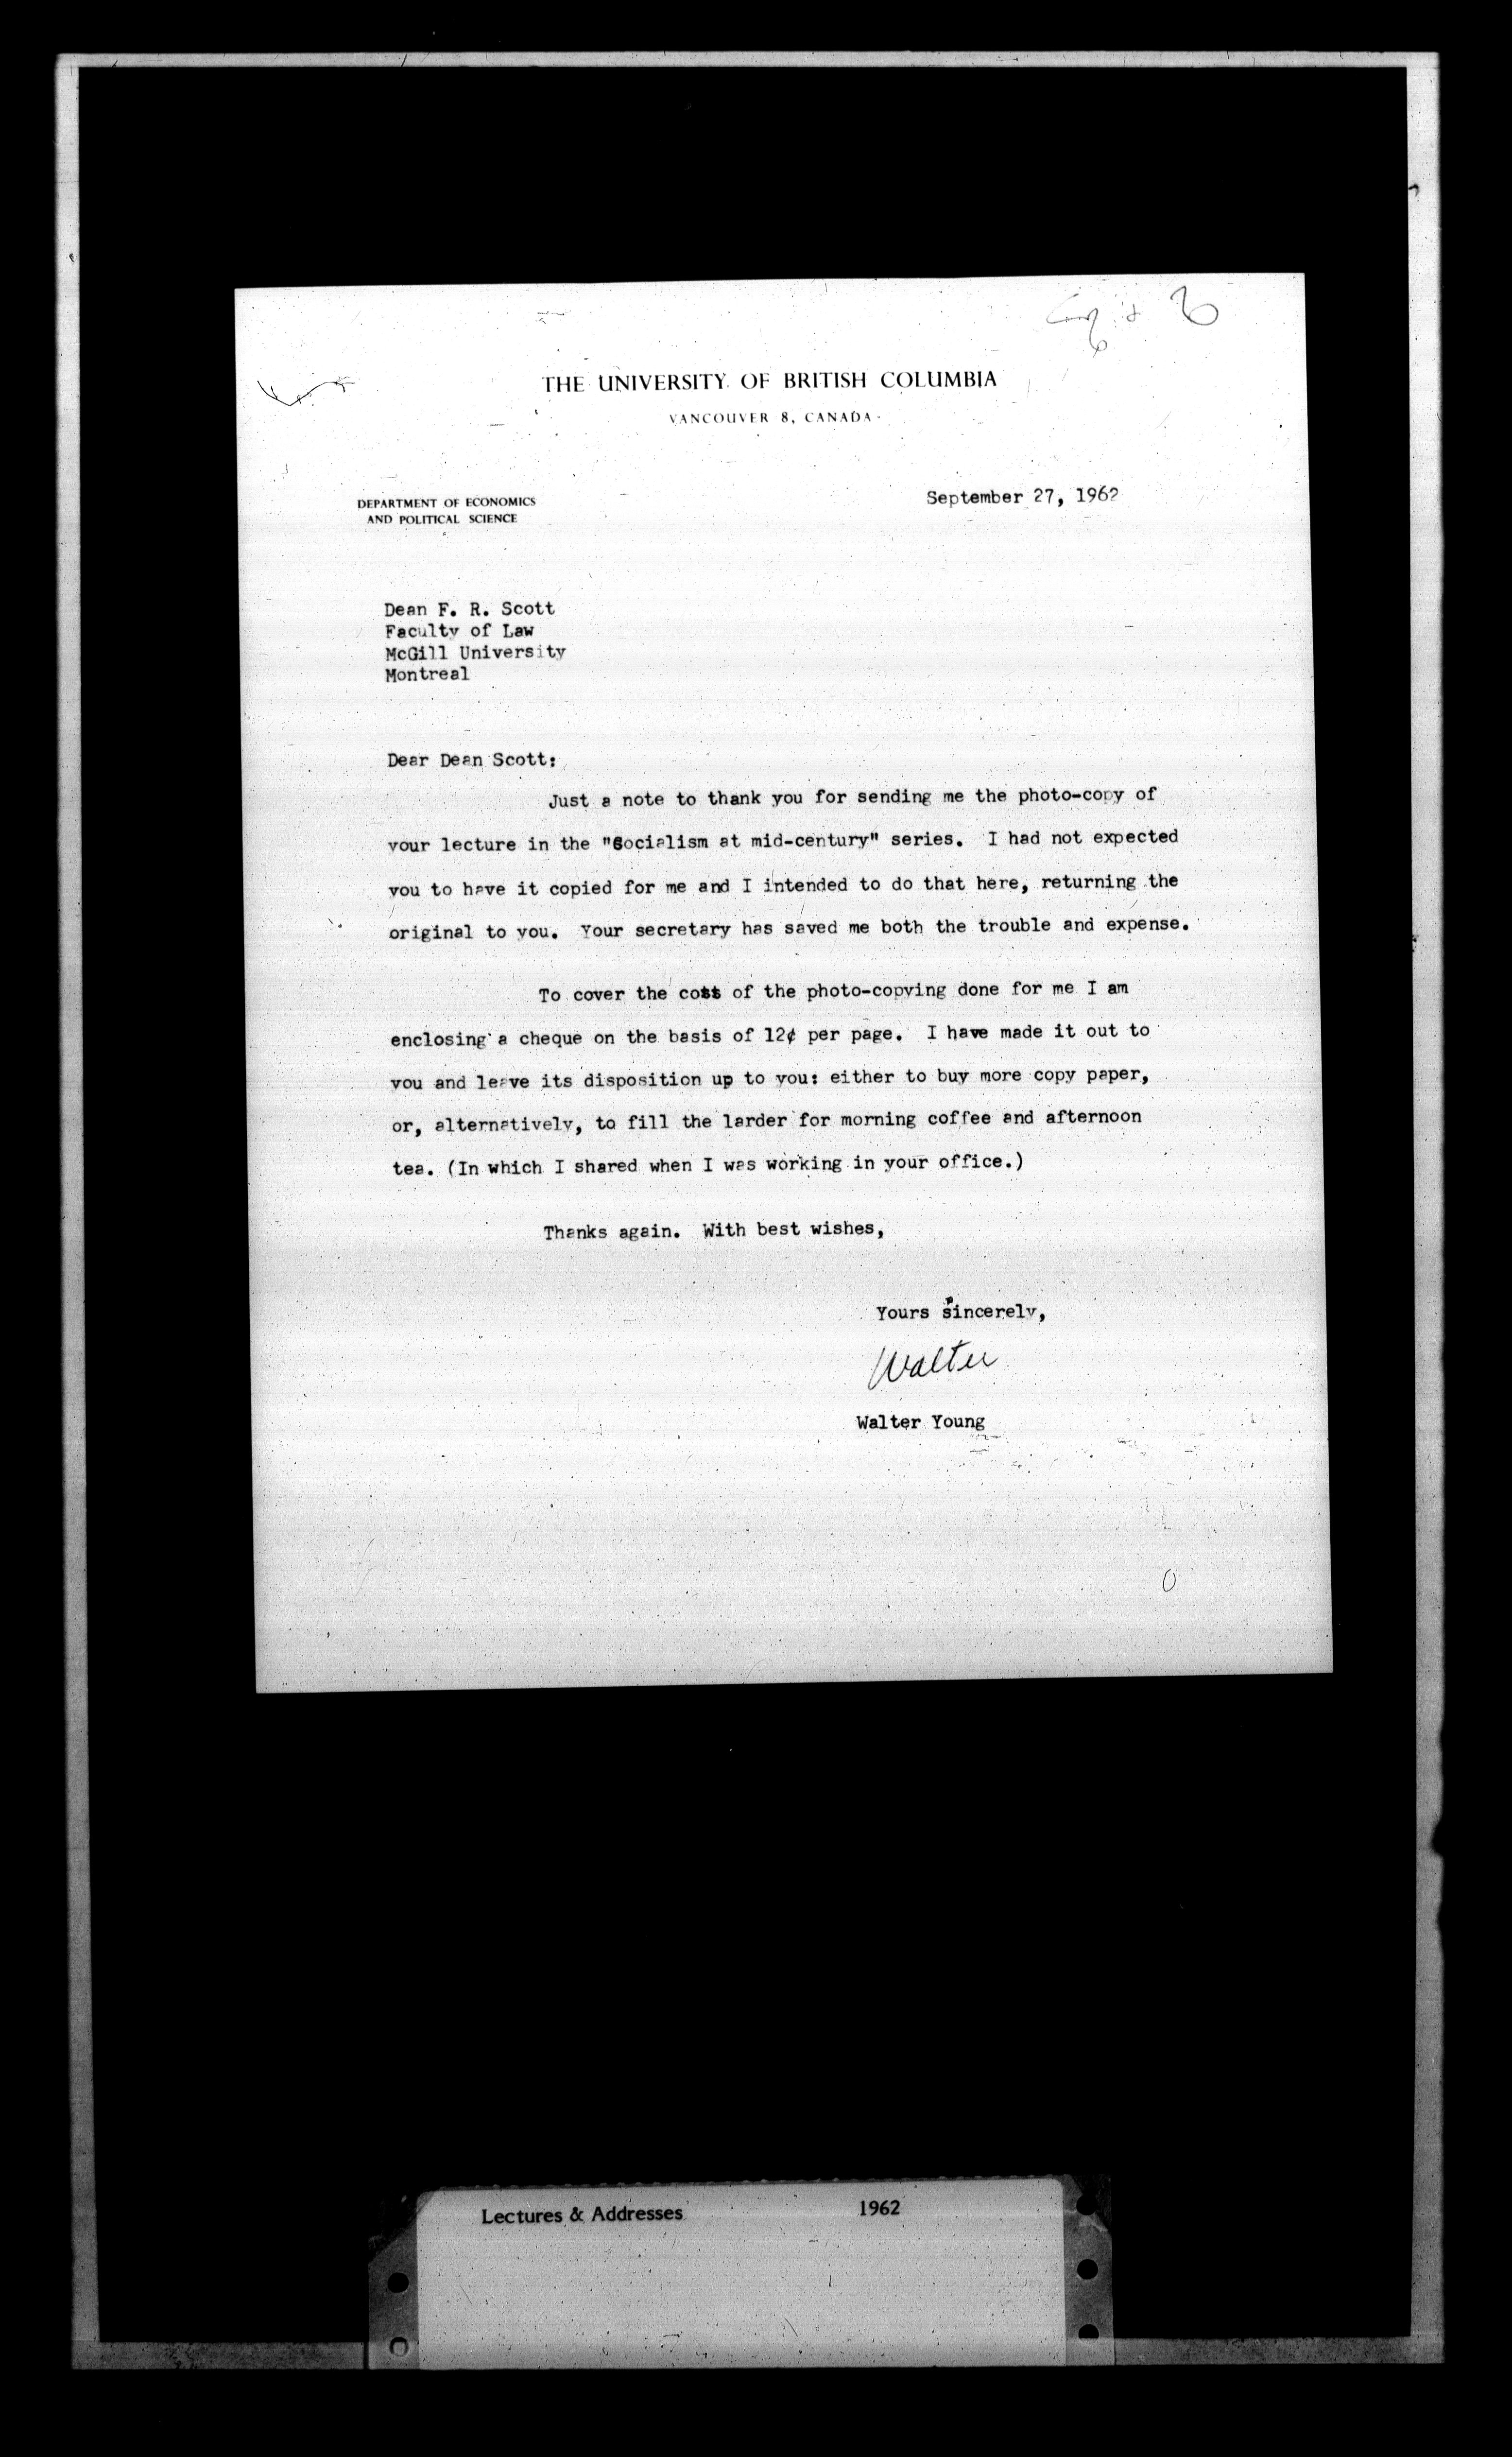 THE UNIVERSITY OF BRITISH COLUMBIA
VANCOUVER 8, CANADA
DEPARTMENT OF ECONOMICS
AND POLITICAL SCIENCE
September 27, 1962
Dean F. R. Scott
Faculty of Law
McGill University
Montreal
Dear Dean Scott:
Just a note to thank you for sending me the photo-copy of
your lecture in the "Socialism at mid-century" series. I had not expected
you to have it copied for me and I intended to do that here, returning the
original to you. Your secretary has saved me both the trouble and expense.
To cover the cost of the photo-copying done for me I am
enclosing a cheque on the basis of 12¢ per page. I have made it out to
you and leave its disposition up to you: either to buy more copy paper,
or, alternatively, to fill the larder for morning coffee and afternoon
tea. (In which I shared when I was working in your office.)
Thanks again. With best wishes,
Yours sincerely,
Walter
Walter Young
Lectures & Addresses 1962